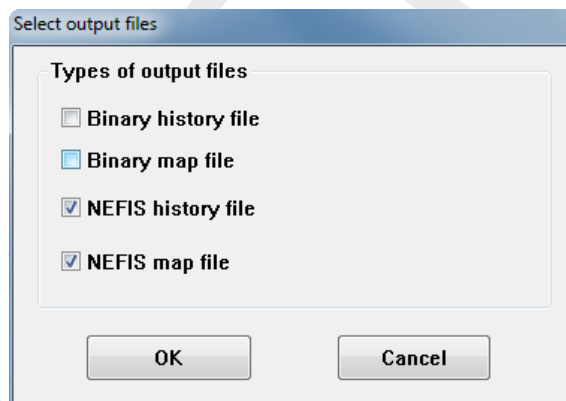 Select output files
Types of output files
Binary history file
Binary map file
NEFIS history file
NEFIS map file
OK Cancel